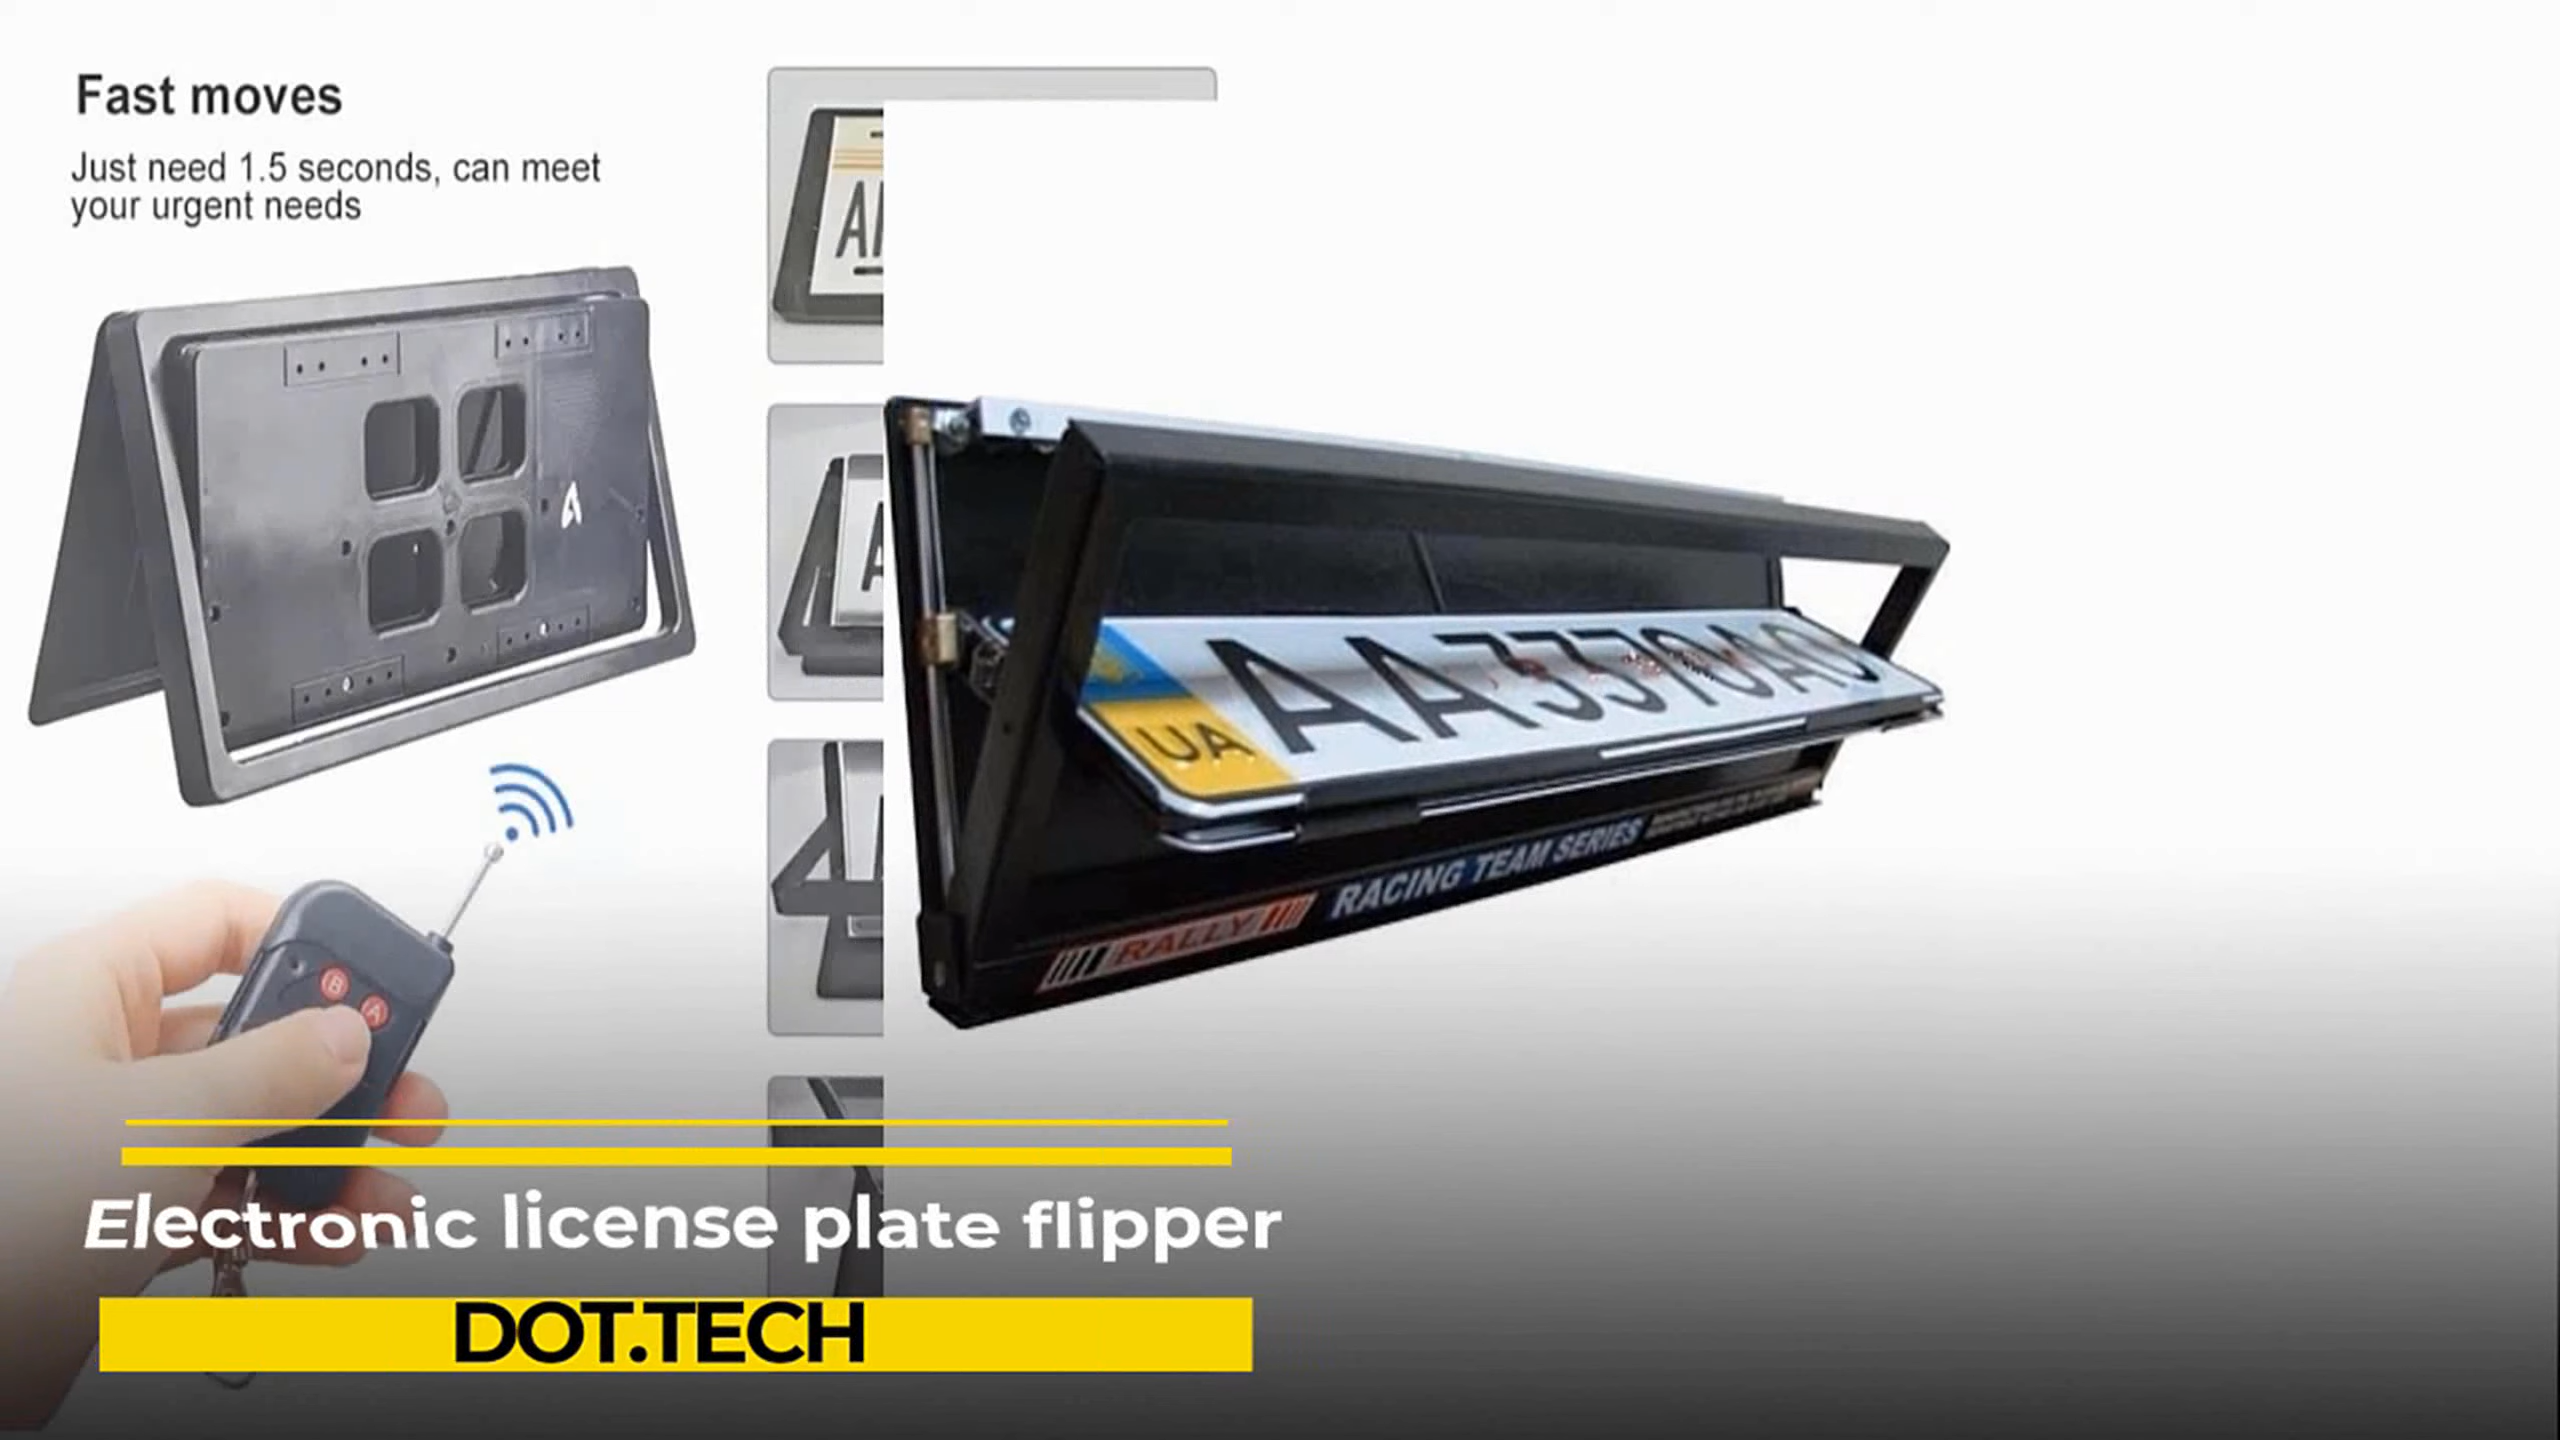 Fast moves
Just need 1.5 seconds, can meet
your urgent needs
A
UA
RALLY
RACING TEAM SERIES
B
A
Electronic license plate flipper
DOT.TECH